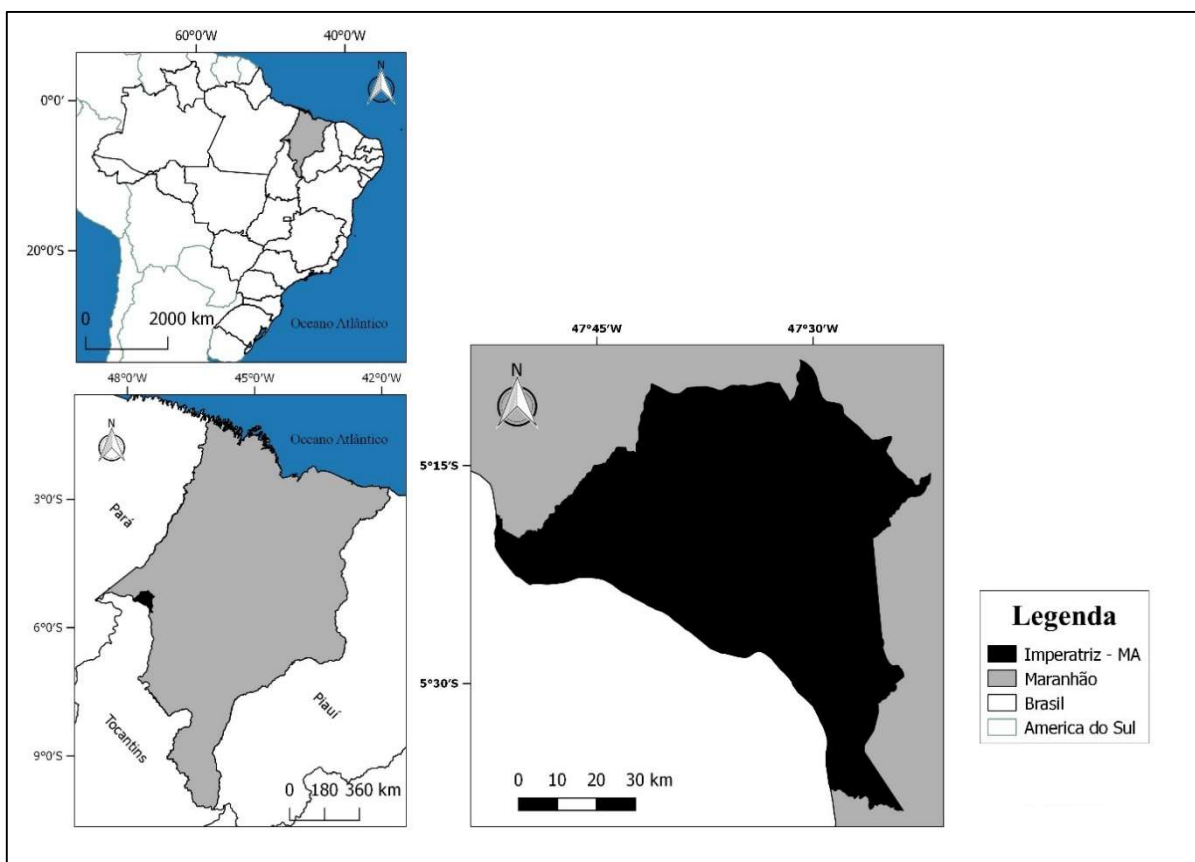 60°0'W 40°0'W
N
0°0'
20°0'S
0 2000 km
Oceano Atlântico
48°0'W 45°0'W 42°0'W
N
Oceano Atlântico
3°0'S
Pará
6°0'S
Tocantins
Piauí
9°0'S
0 180 360 km
47°45'W 47°30'W
N
5°15'S
5°30'S
0 10 20 30 km
Legenda
Imperatriz - MA
Maranhão
Brasil
America do Sul